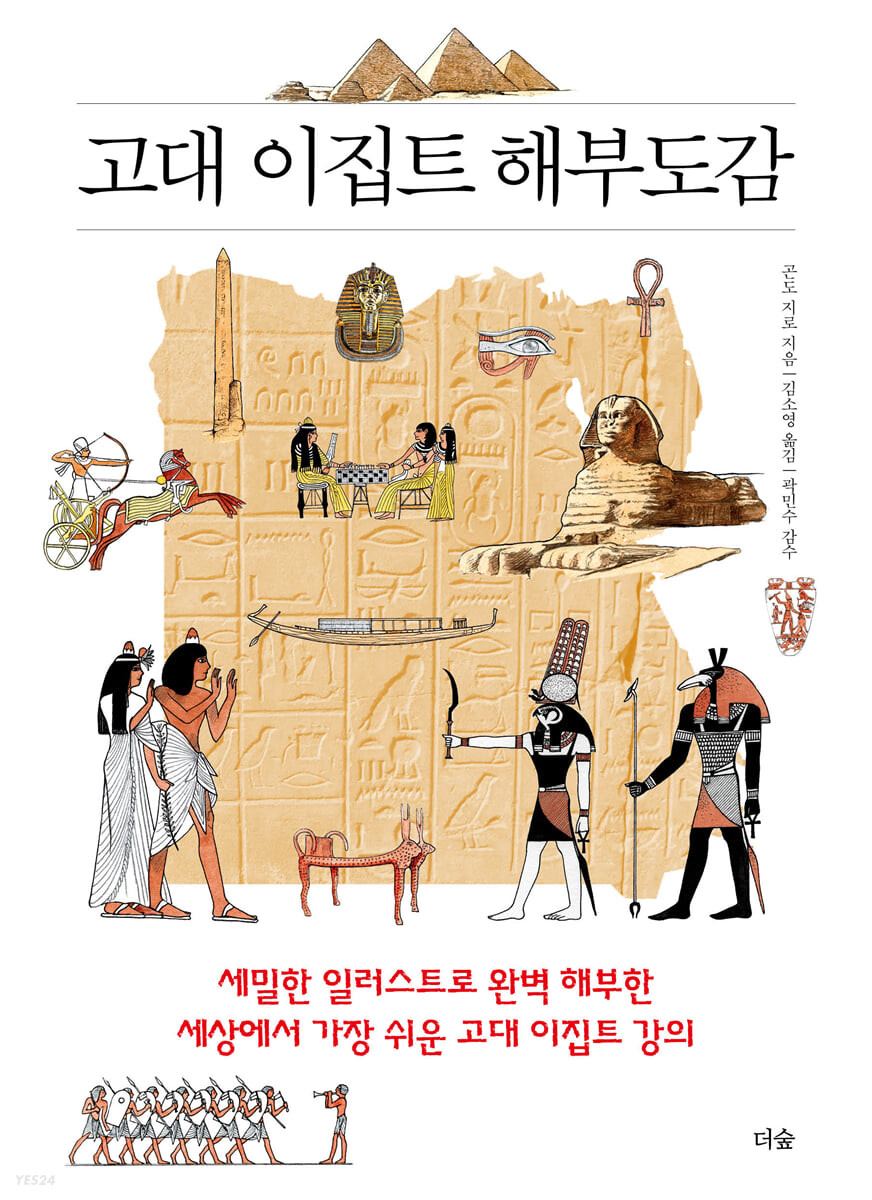 고대 이집트 해부도감
곤도 지로 지음 | 김소영 옮김 | 곽민수 감수
세밀한 일러스트로 완벽 해부한
세상에서 가장 쉬운 고대 이집트 강의
더숲
YES24